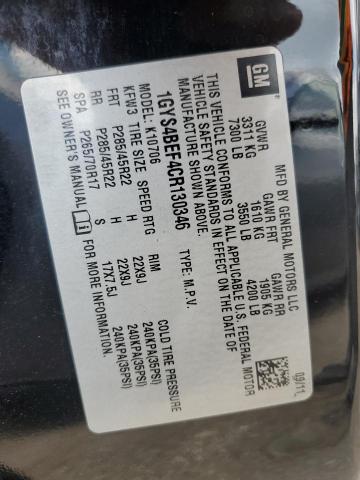 GM
MFD BY GENERAL MOTORS LLC
GVWR GAWR FRT GAWR RR
3311 KG 1610 KG 1905 KG
7300 LB 3550 LB 4200 LB
THIS VEHICLE CONFORMS TO ALL APPLICABLE U.S. FEDERAL MOTOR
VEHICLE SAFETY STANDARDS IN EFFECT ON THE DATE OF
MANUFACTURE SHOWN ABOVE.
09/11
1GYS4BEF4CR130346 TYPE: M.P.V.
MODEL: K10706
KFW3 TIRE SIZE SPEED RTG RIM COLD TIRE PRESSURE
FRT P285/45R22 H 22X9J 240KPA(35PSI)
RR P285/45R22 H 22X9J 240KPA(35PSI)
SPA P265/70R17 S 17X7.5J 240KPA(35PSI)
SEE OWNER'S MANUAL FOR MORE INFORMATION.